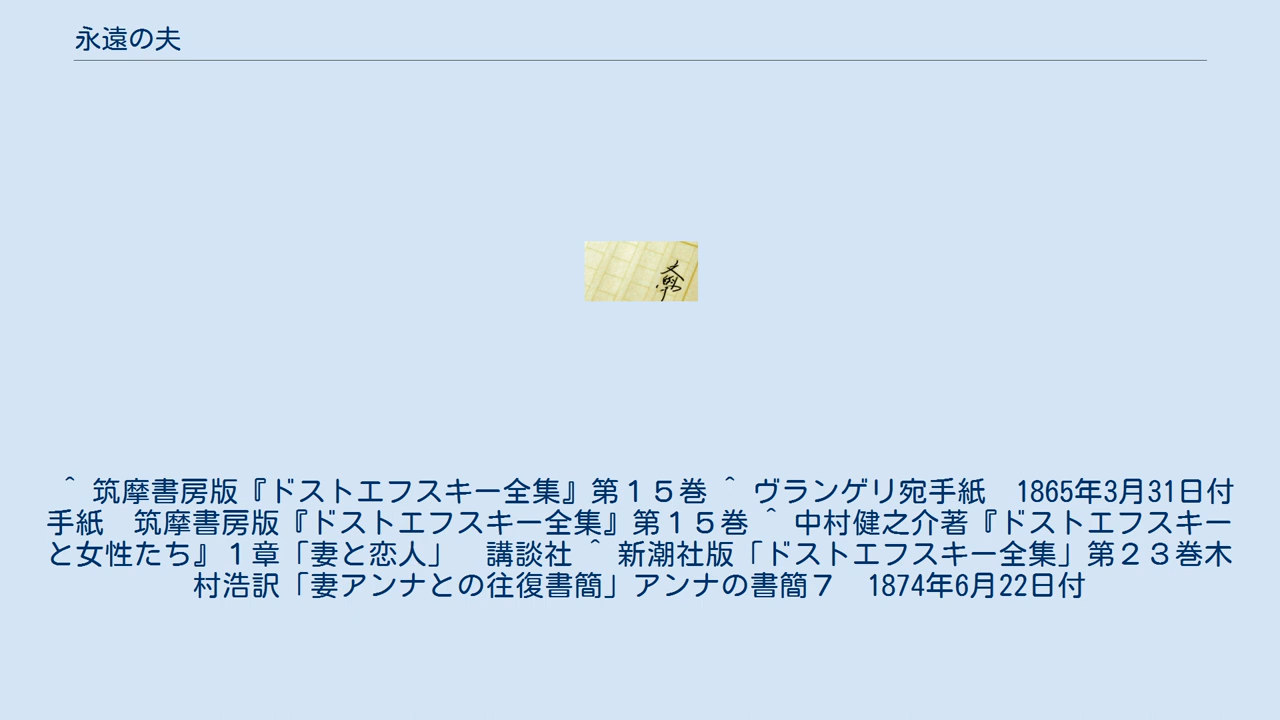 永遠の夫
^ 筑摩書房版『ドストエフスキー全集』第１５巻 ^ ヴランゲリ宛手紙　1865年3月31日付
手紙　筑摩書房版『ドストエフスキー全集』第１５巻 ^ 中村健之介著『ドストエフスキー
と女性たち』１章「妻と恋人」　講談社 ^ 新潮社版「ドストエフスキー全集」第２３巻木
村浩訳「妻アンナとの往復書簡」アンナの書簡７　1874年6月22日付